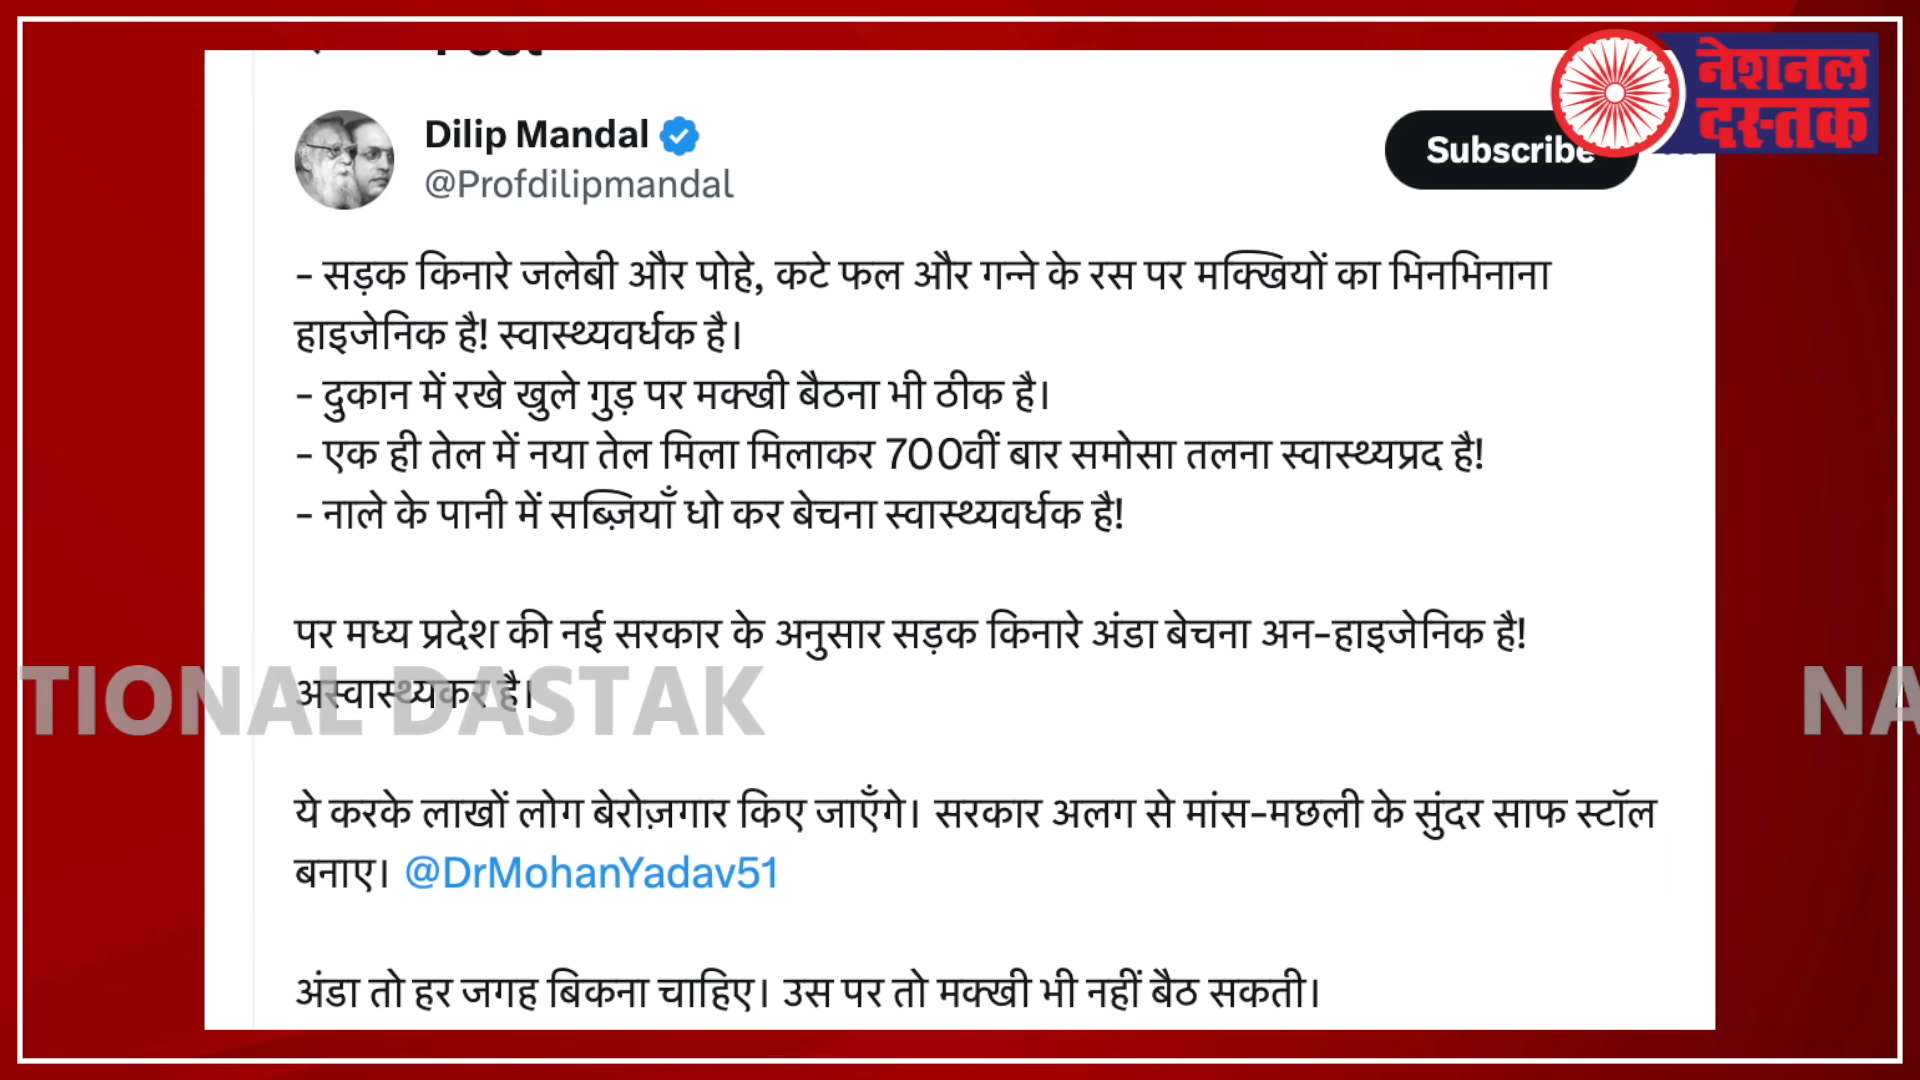 Dilip Mandal
@Profdilipmandal
Subscribe
नेशनल
दस्तक
- सड़क किनारे जलेबी और पोहे, कटे फल और गन्ने के रस पर मक्खियों का भिनभिनाना
हाइजेनिक है! स्वास्थ्यवर्धक है।
- दुकान में रखे खुले गुड़ पर मक्खी बैठना भी ठीक है।
- एक ही तेल में नया तेल मिला मिलाकर 700वीं बार समोसा तलना स्वास्थ्यप्रद है!
- नाले के पानी में सब्ज़ियाँ धो कर बेचना स्वास्थ्यवर्धक है!
पर मध्य प्रदेश की नई सरकार के अनुसार सड़क किनारे अंडा बेचना अन-हाइजेनिक है!
अस्वास्थ्यकर है।
TIONAL DASTAK
NA
ये करके लाखों लोग बेरोज़गार किए जाएँगे। सरकार अलग से मांस-मछली के सुंदर साफ स्टॉल
बनाए। @DrMohanYadav51
अंडा तो हर जगह बिकना चाहिए। उस पर तो मक्खी भी नहीं बैठ सकती।